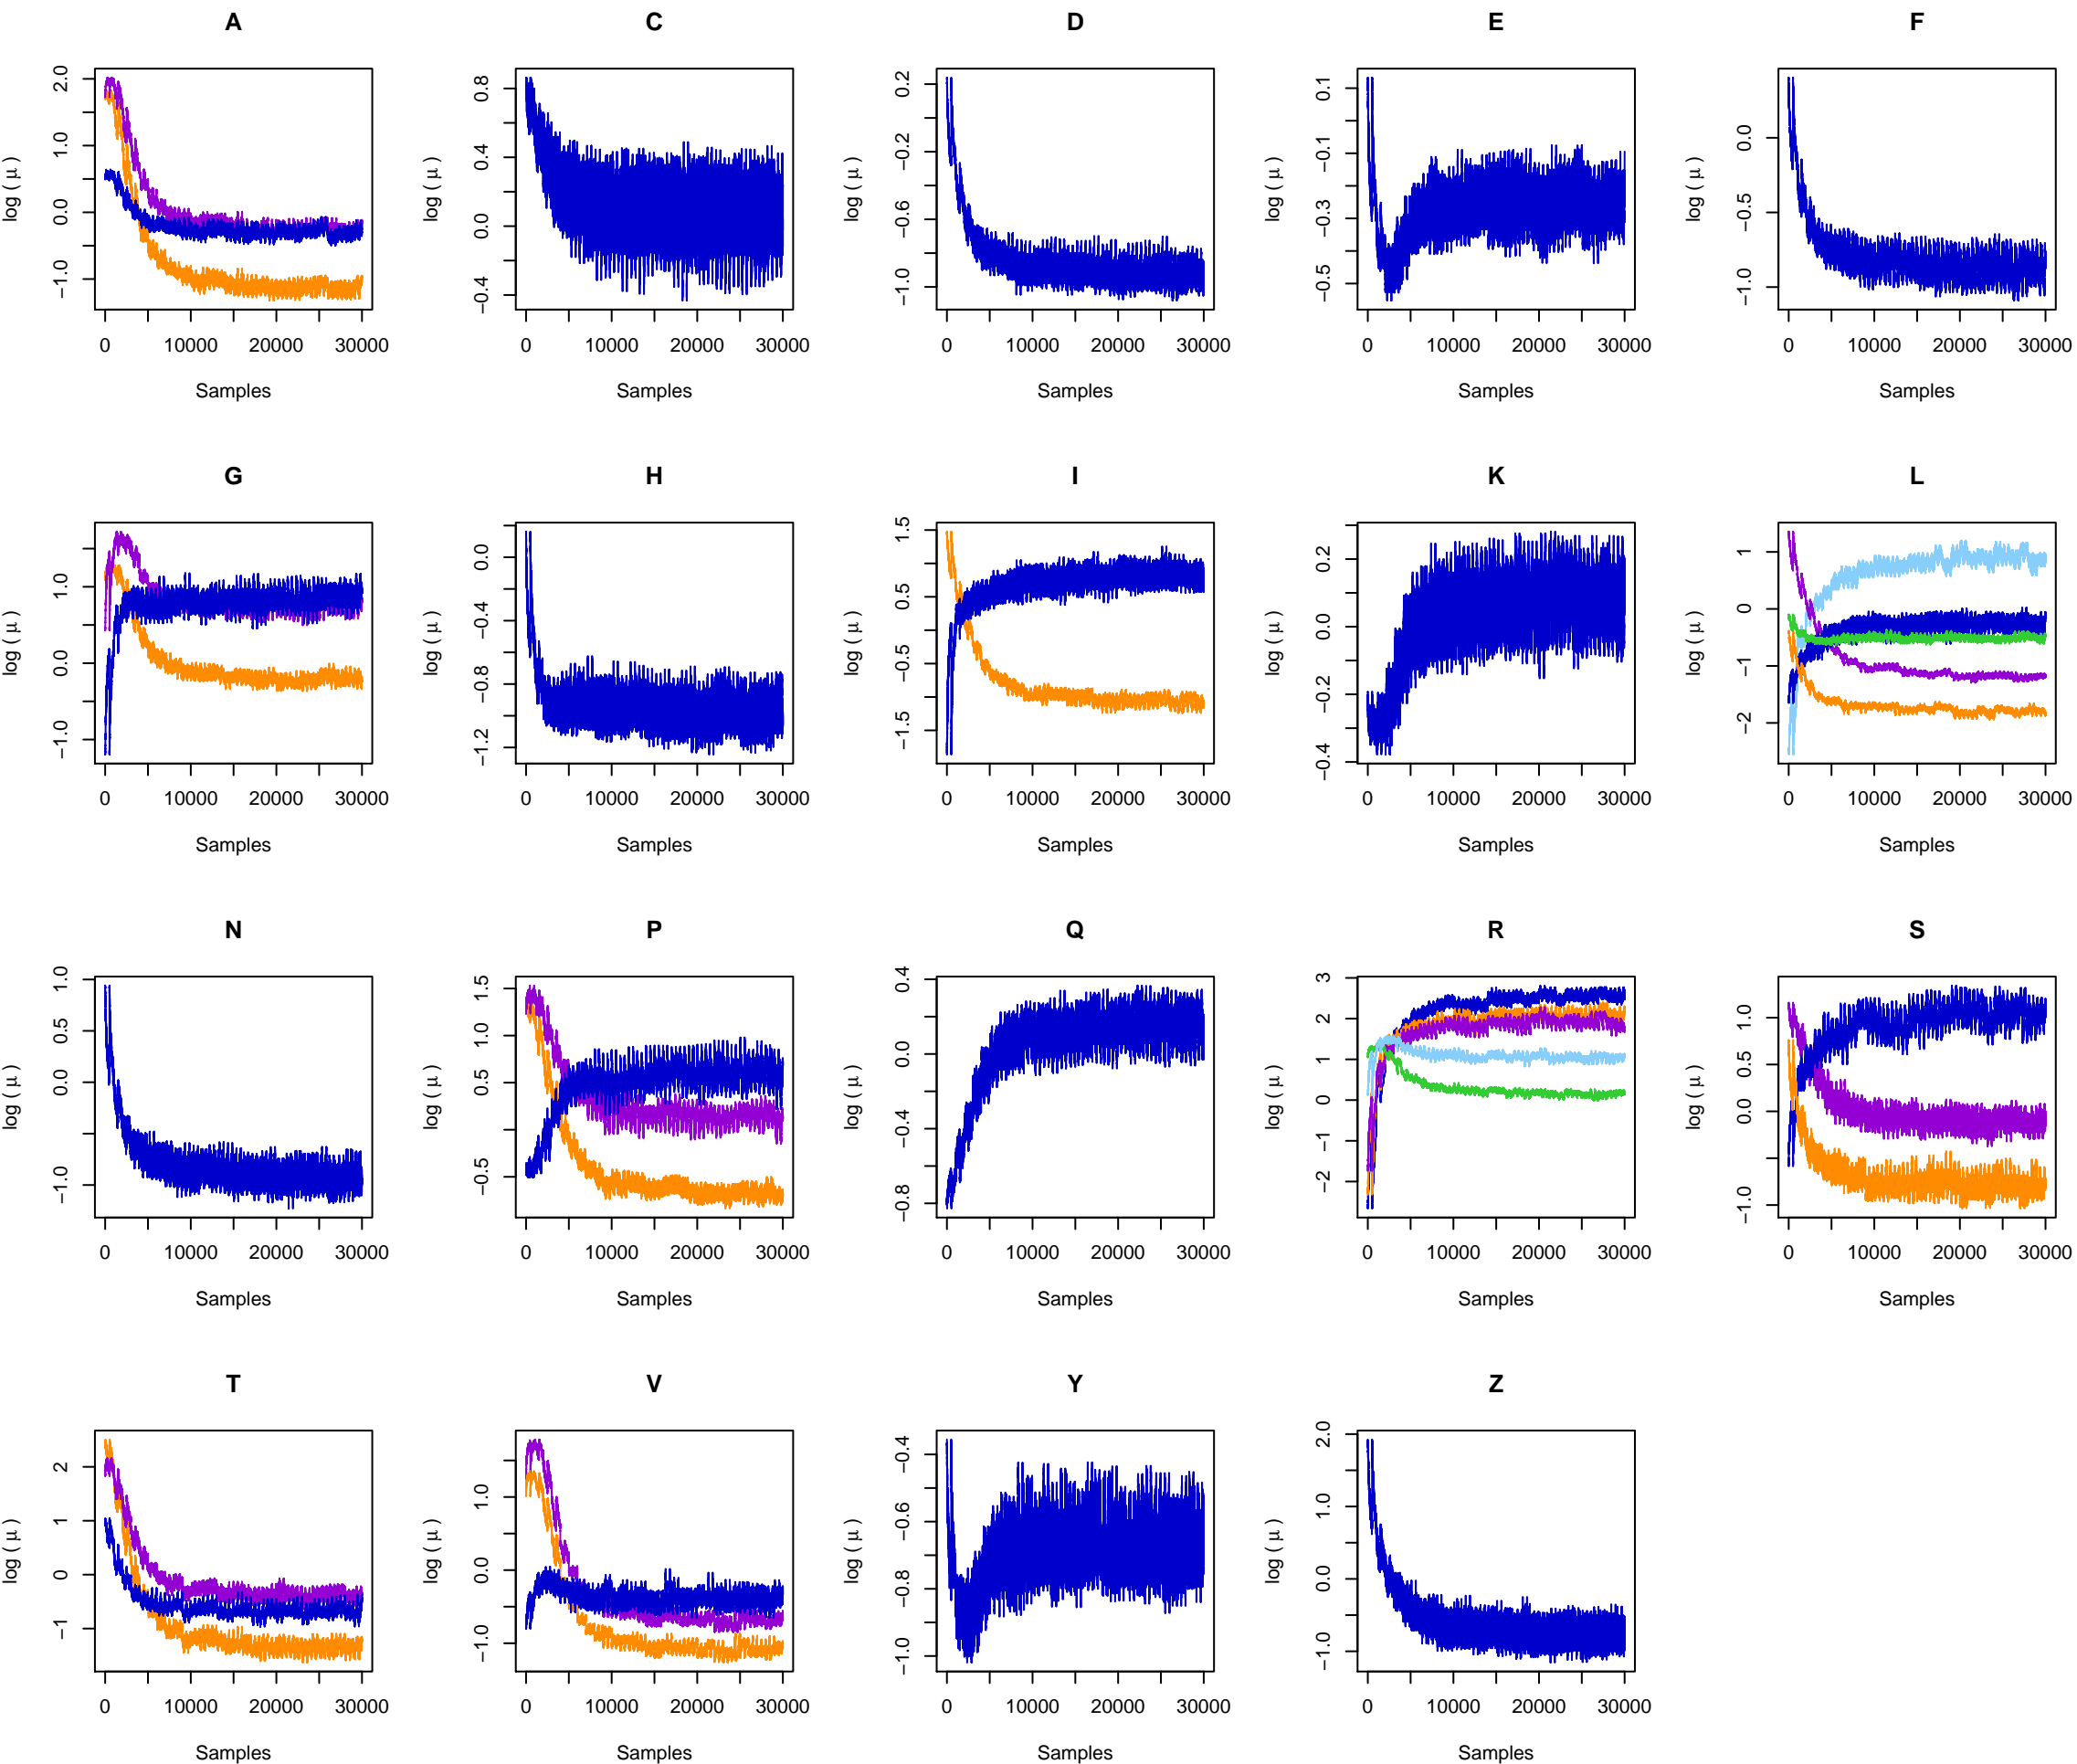 A
log ( μ )
−1.0 0.0 1.0 2.0
0 10000 20000 30000
Samples
C
log ( μ )
−0.4 0.0 0.4 0.8
0 10000 20000 30000
Samples
D
log ( μ )
−1.0 −0.6 −0.2 0.2
0 10000 20000 30000
Samples
E
log ( μ )
−0.5 −0.3 −0.1 0.1
0 10000 20000 30000
Samples
F
log ( μ )
−1.0 −0.5 0.0
0 10000 20000 30000
Samples
G
log ( μ )
−1.0 0.0 1.0
0 10000 20000 30000
Samples
H
log ( μ )
−1.2 −0.8 −0.4 0.0
0 10000 20000 30000
Samples
I
log ( μ )
−1.5 −0.5 0.5 1.5
0 10000 20000 30000
Samples
K
log ( μ )
−0.4 −0.2 0.0 0.2
0 10000 20000 30000
Samples
L
log ( μ )
−2 −1 0 1
0 10000 20000 30000
Samples
N
log ( μ )
−1.0 0.0 0.5 1.0
0 10000 20000 30000
Samples
P
log ( μ )
−0.5 0.5 1.0 1.5
0 10000 20000 30000
Samples
Q
log ( μ )
−0.8 −0.4 0.0 0.4
0 10000 20000 30000
Samples
R
log ( μ )
−2 −1 0 1 2 3
0 10000 20000 30000
Samples
S
log ( μ )
−1.0 0.0 0.5 1.0
0 10000 20000 30000
Samples
T
log ( μ )
−1 0 1 2
0 10000 20000 30000
Samples
V
log ( μ )
−1.0 0.0 1.0
0 10000 20000 30000
Samples
Y
log ( μ )
−1.0 −0.8 −0.6 −0.4
0 10000 20000 30000
Samples
Z
log ( μ )
−1.0 0.0 1.0 2.0
0 10000 20000 30000
Samples